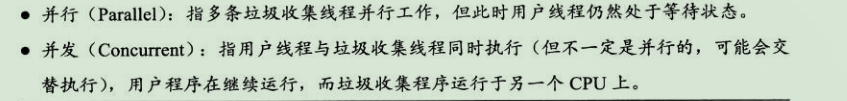 ● 并行（Parallel）：指多条垃圾收集线程并行工作，但此时用户线程仍然处于等待状态。
● 并发（Concurrent）：指用户线程与垃圾收集线程同时执行（但不一定是并行的，可能会交
替执行），用户程序在继续运行，而垃圾收集程序运行于另一个 CPU 上。